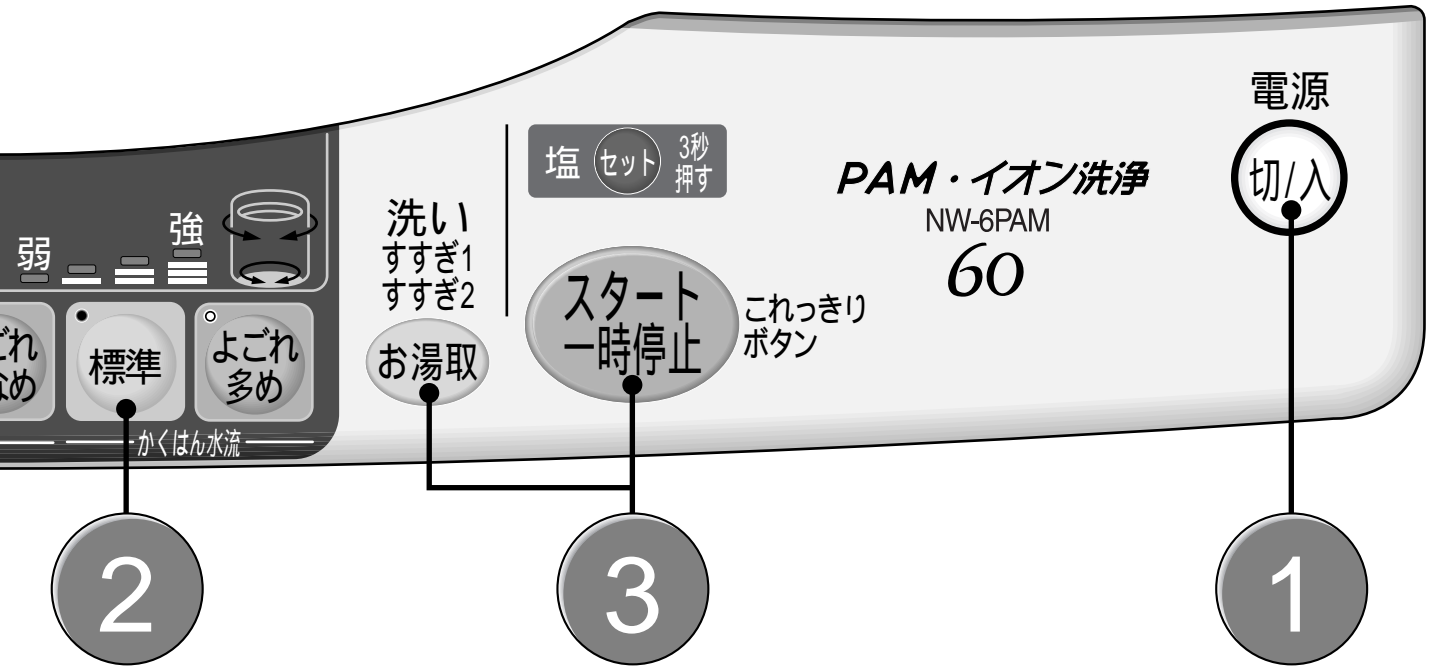 電源
切/入
PAM・イオン洗浄
NW-6PAM
60
塩
セット
3秒
押す
スタート
一時停止
これっきり
ボタン
洗い
すすぎ1
すすぎ2
お湯取
弱
強
標準
よごれ
多め
かくはん水流
2
3
1